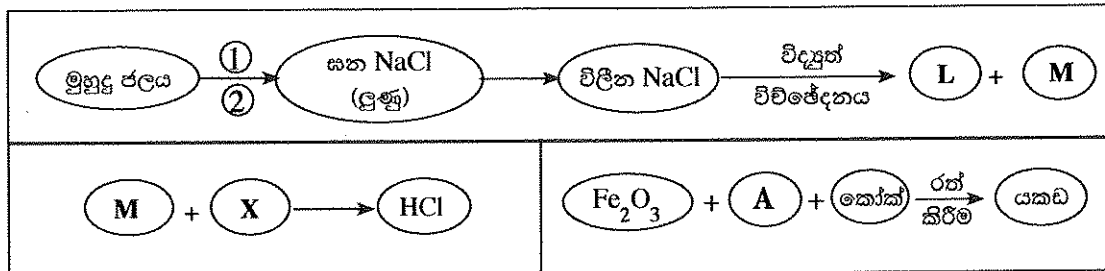 මුහුදු ජලය ① ② ඝන NaCl (ලුණු) විලීන NaCl විද්‍යුත් විච්ඡේදනය L + M
M + X HCl
Fe₂O₃ + A + කෝක් රත් කිරීම යකඩ